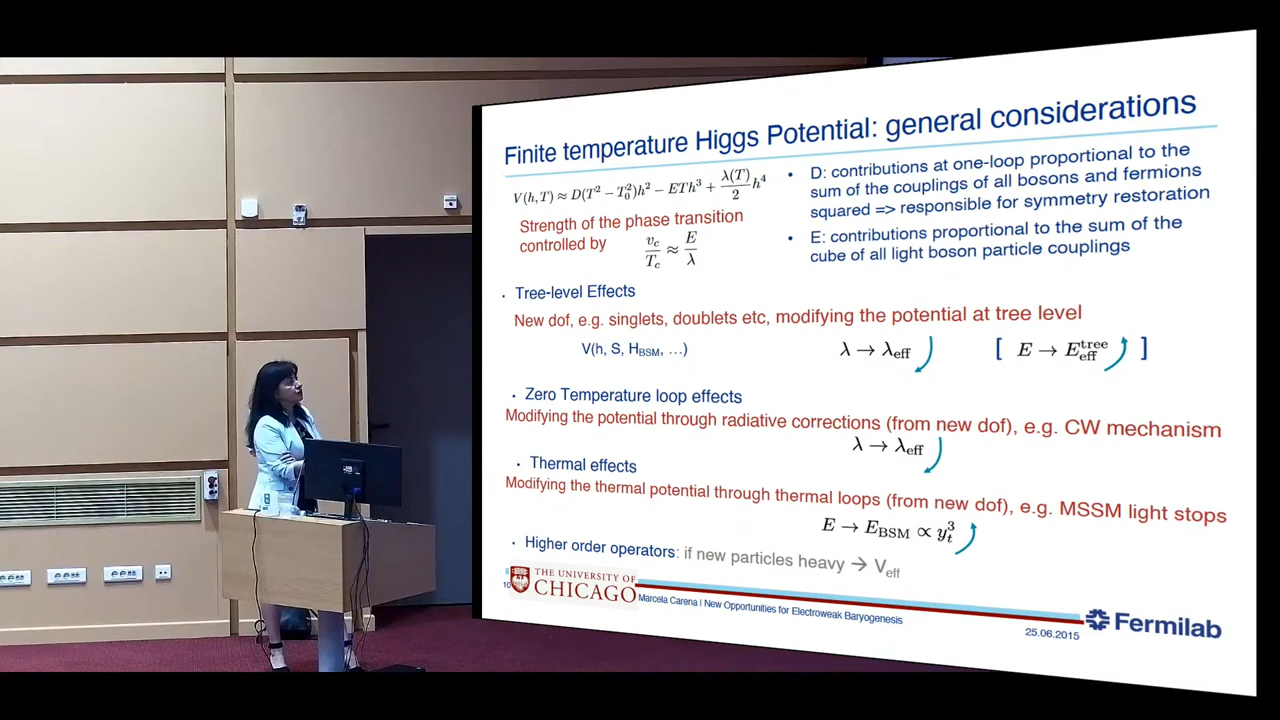 Finite temperature Higgs Potential: general considerations
V(h,T) ≈ D(T² − T₀²)h² − ETh³ + λ(T)/2 h⁴
Strength of the phase transition
controlled by v_c/T_c ≈ E/λ
• D: contributions at one-loop proportional to the
sum of the couplings of all bosons and fermions
squared => responsible for symmetry restoration
• E: contributions proportional to the sum of the
cube of all light boson particle couplings
• Tree-level Effects
New dof, e.g. singlets, doublets etc, modifying the potential at tree level
V(h, S, H_BSM, …) λ → λ_eff [ E → E_eff^tree ]
• Zero Temperature loop effects
Modifying the potential through radiative corrections (from new dof), e.g. CW mechanism
λ → λ_eff
• Thermal effects
Modifying the thermal potential through thermal loops (from new dof), e.g. MSSM light stops
E → E_BSM ∝ y_t³
• Higher order operators: if new particles heavy → V_eff
THE UNIVERSITY OF
CHICAGO
10
Marcela Carena | New Opportunities for Electroweak Baryogenesis
25.06.2015
Fermilab